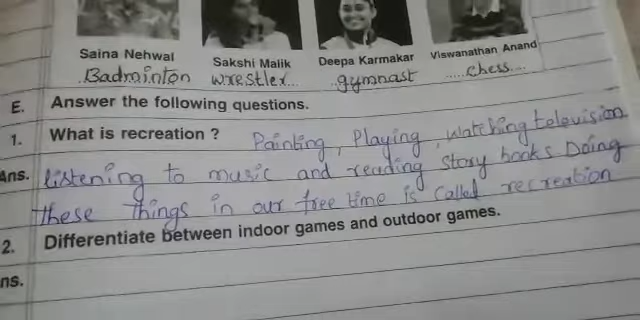 Saina Nehwal Sakshi Malik Deepa Karmakar Viswanathan Anand
Badminton wrestler... gymnast .....chess....
E. Answer the following questions.
1. What is recreation ? Painting, Playing, watching television
Ans. listening to music and reading story books Doing
these things in our free time is called recreation
2. Differentiate between indoor games and outdoor games.
ns.